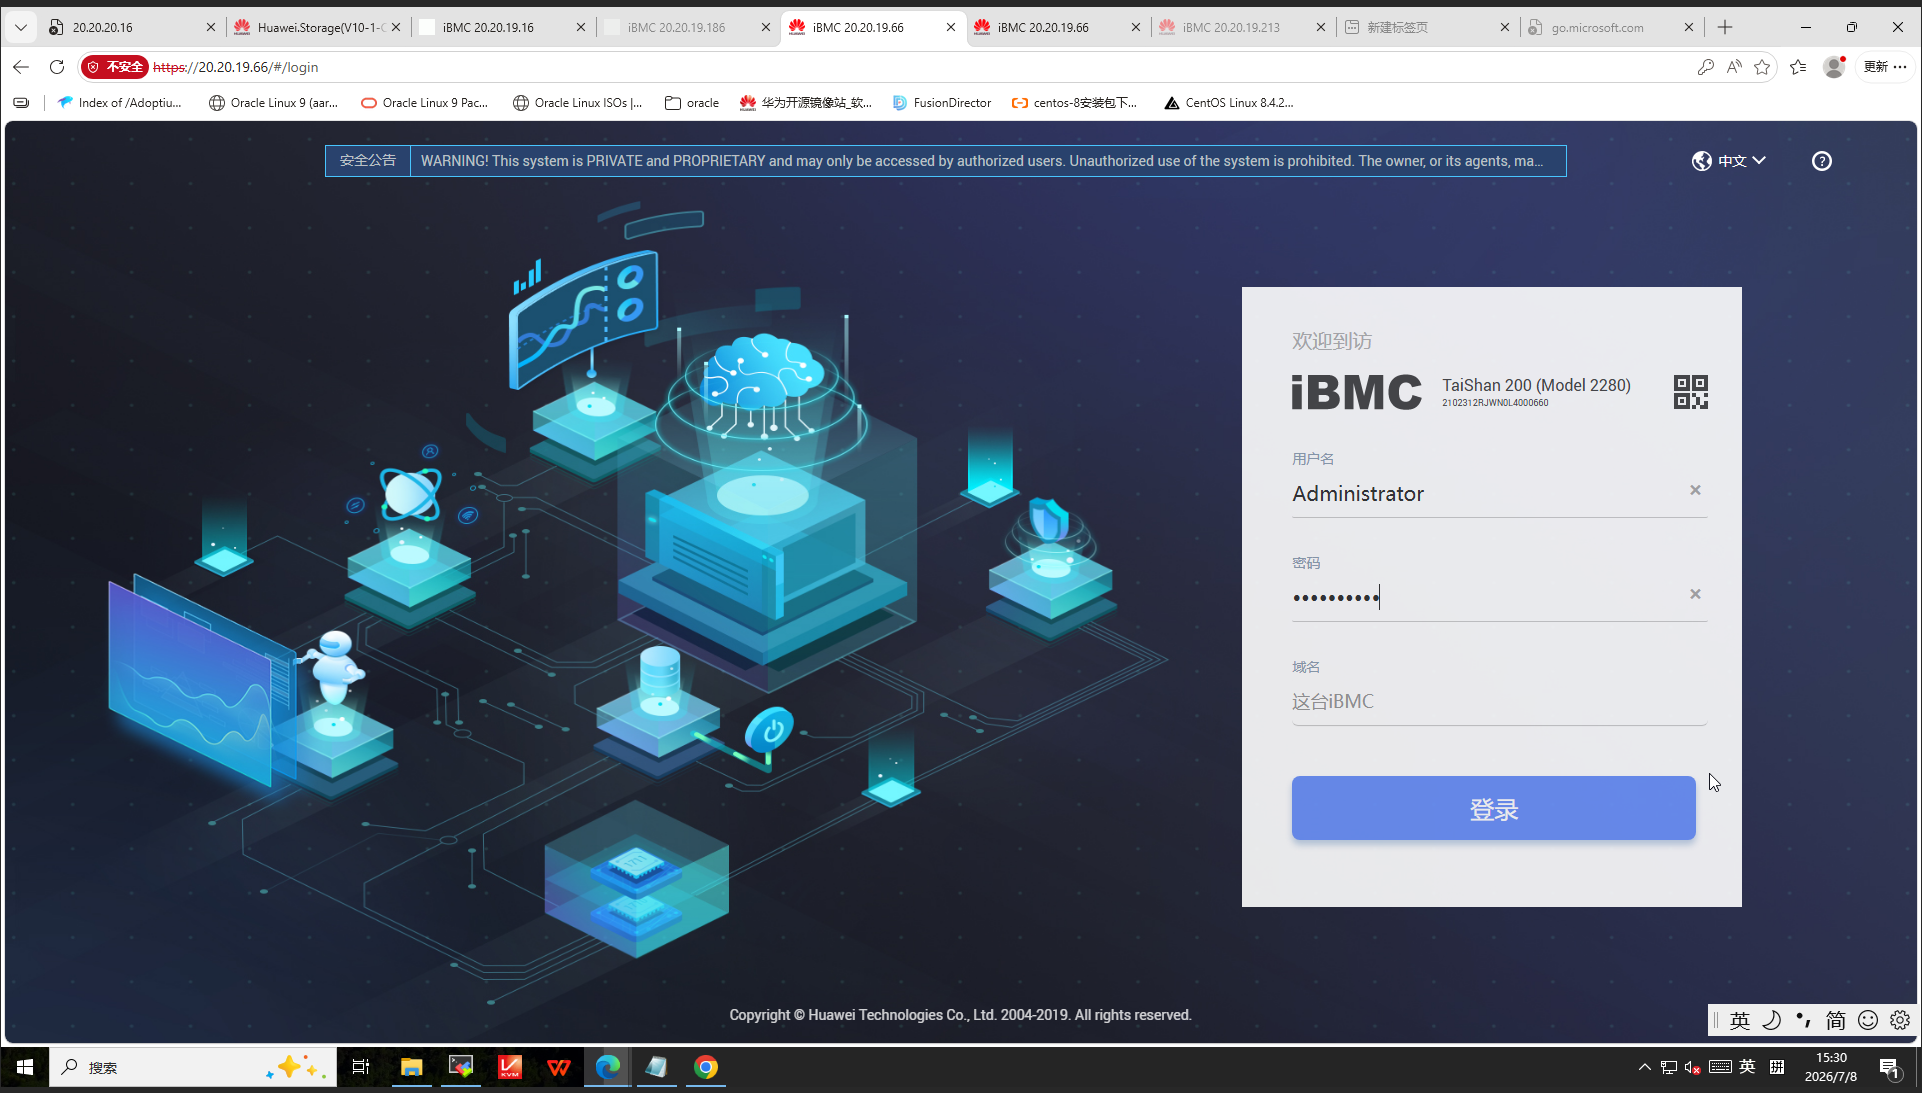 20.20.20.16
Huawei.Storage(V10-1-C
iBMC 20.20.19.16
iBMC 20.20.19.186
iBMC 20.20.19.66
iBMC 20.20.19.66
iBMC 20.20.19.213
新建标签页
go.microsoft.com
不安全
https://20.20.19.66/#/login
更新
Index of /Adoptiu...
Oracle Linux 9 (aar...
Oracle Linux 9 Pac...
Oracle Linux ISOs |...
oracle
华为开源镜像站_软...
FusionDirector
centos-8安装包下...
CentOS Linux 8.4.2...
安全公告
WARNING! This system is PRIVATE and PROPRIETARY and may only be accessed by authorized users. Unauthorized use of the system is prohibited. The owner, or its agents, ma...
中文
欢迎到访
iBMC
TaiShan 200 (Model 2280)
2102312RJWN0L4000660
用户名
Administrator
密码
••••••••••
域名
这台iBMC
登录
1711
Copyright © Huawei Technologies Co., Ltd. 2004-2019. All rights reserved.
英
简
搜索
KVM
英
拼
15:30
2026/7/8
1